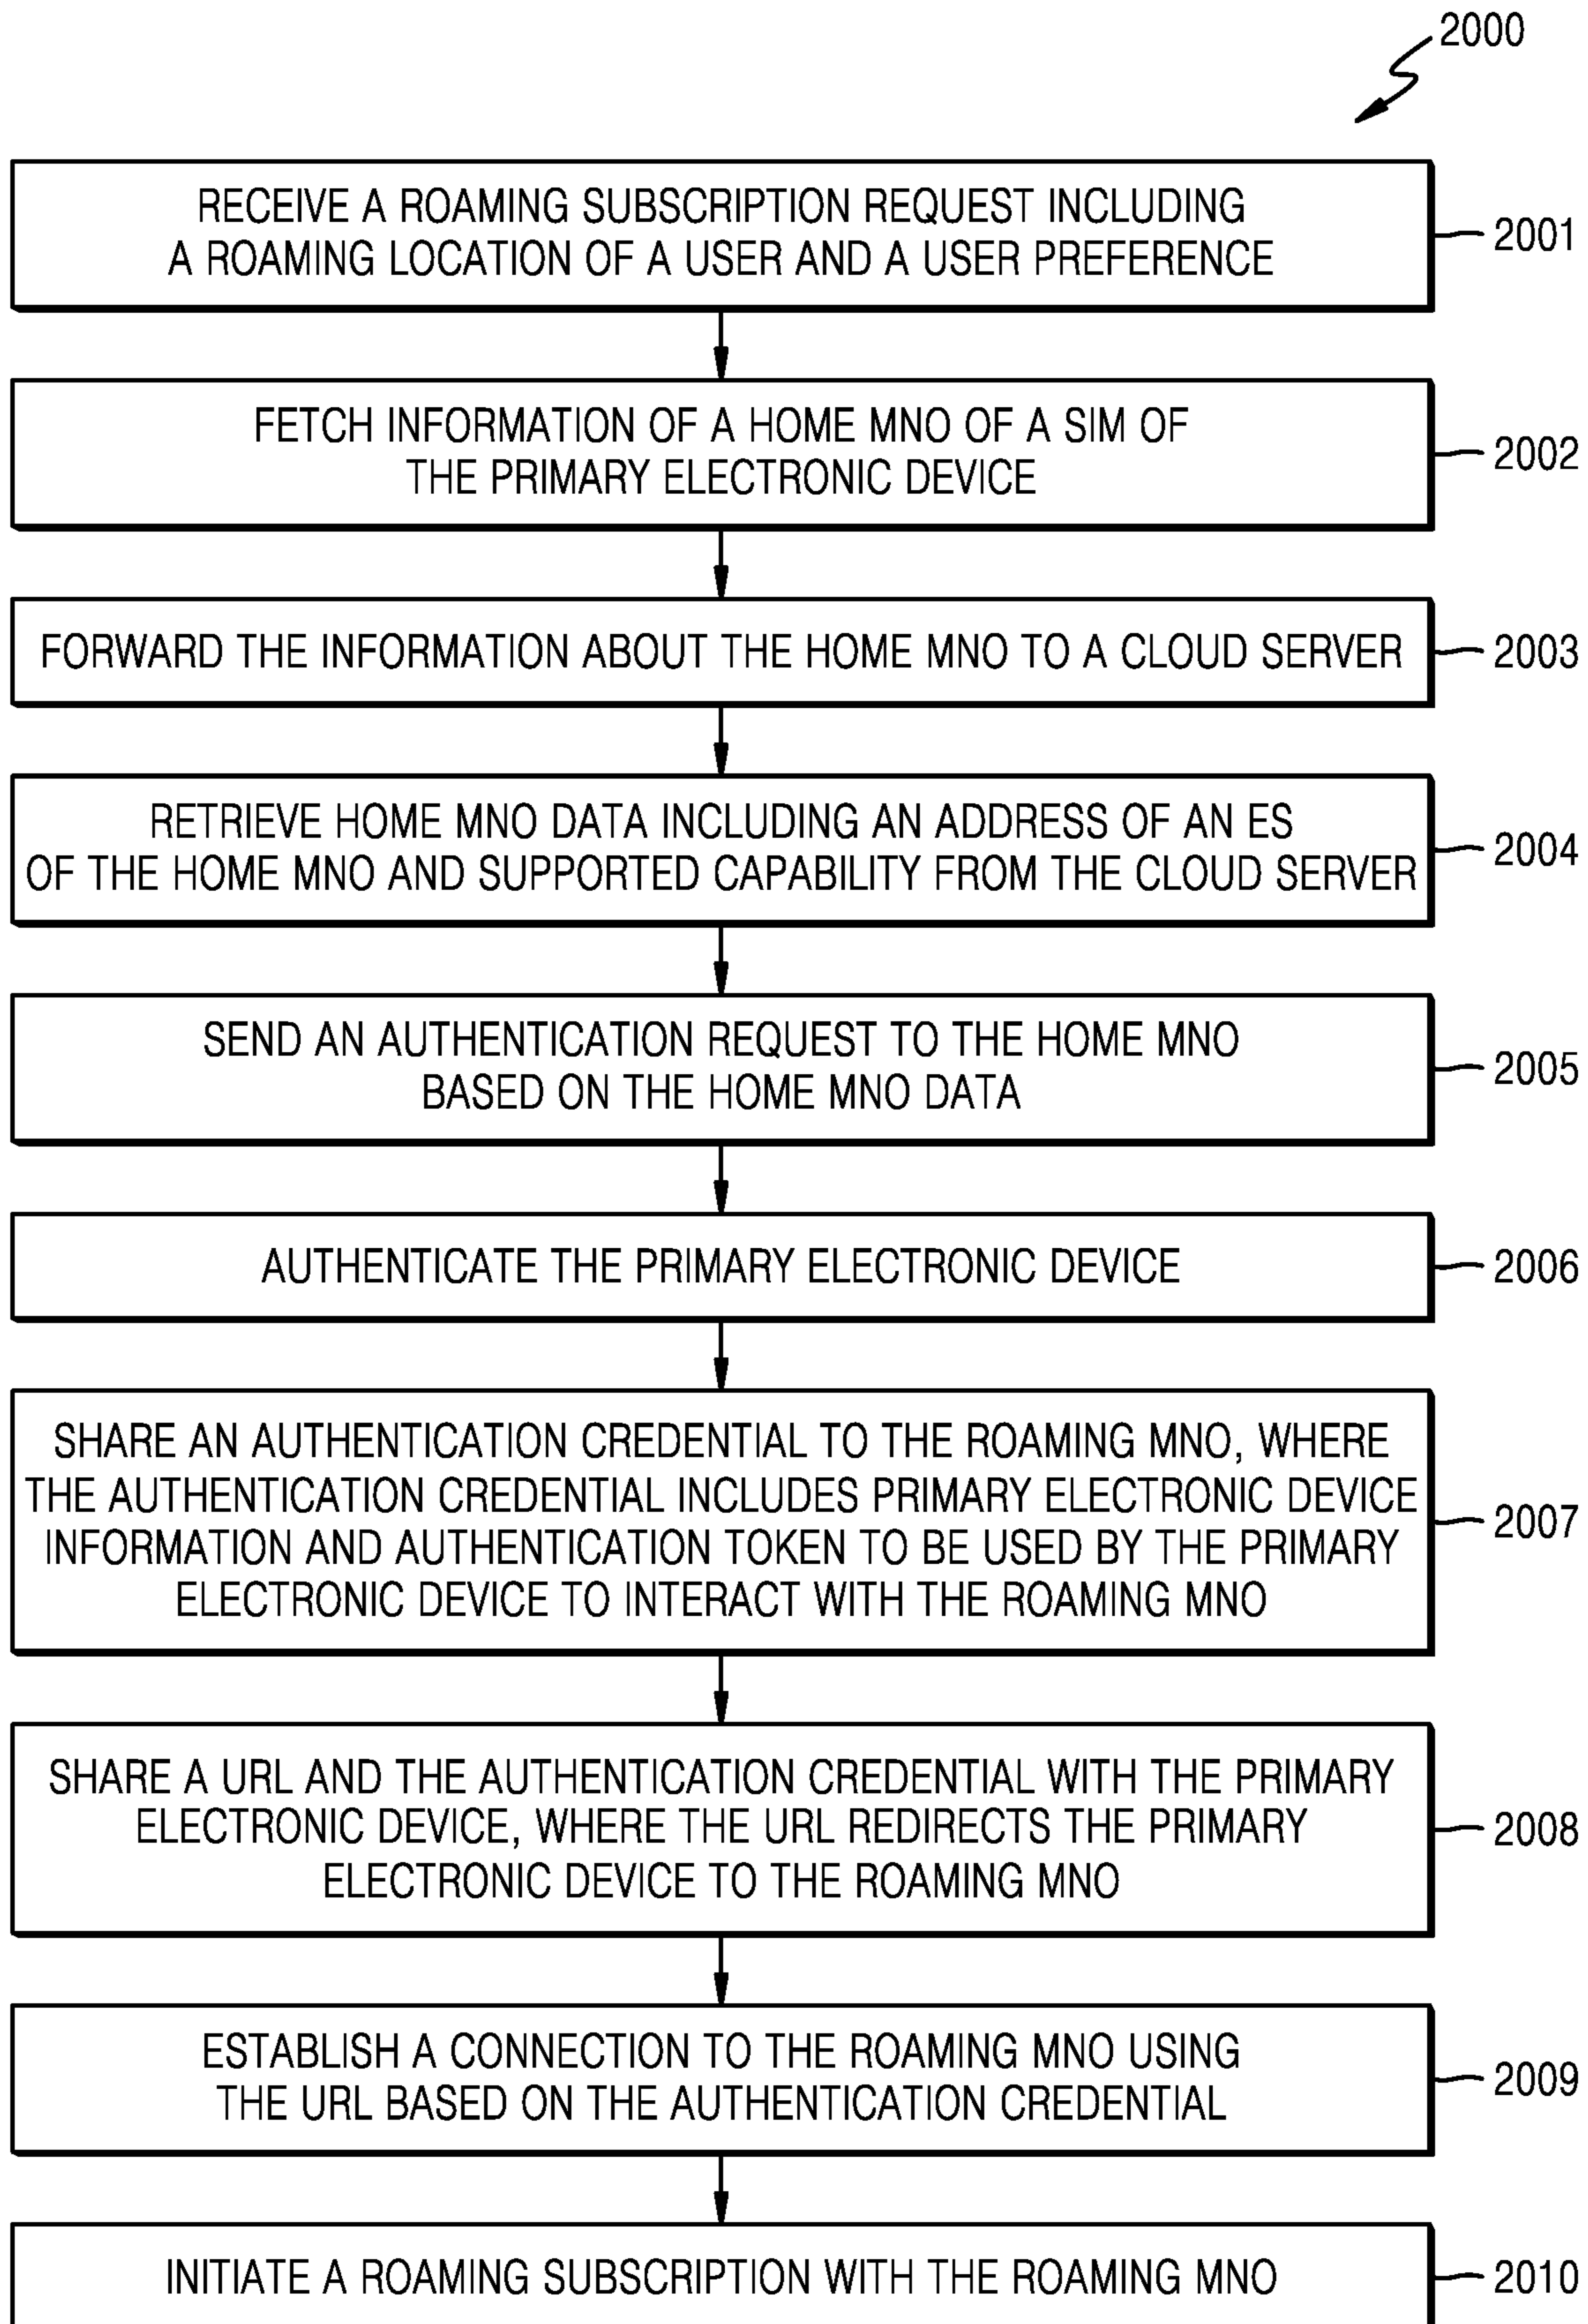 2000
RECEIVE A ROAMING SUBSCRIPTION REQUEST INCLUDING
A ROAMING LOCATION OF A USER AND A USER PREFERENCE
2001
FETCH INFORMATION OF A HOME MNO OF A SIM OF
THE PRIMARY ELECTRONIC DEVICE
2002
FORWARD THE INFORMATION ABOUT THE HOME MNO TO A CLOUD SERVER
2003
RETRIEVE HOME MNO DATA INCLUDING AN ADDRESS OF AN ES
OF THE HOME MNO AND SUPPORTED CAPABILITY FROM THE CLOUD SERVER
2004
SEND AN AUTHENTICATION REQUEST TO THE HOME MNO
BASED ON THE HOME MNO DATA
2005
AUTHENTICATE THE PRIMARY ELECTRONIC DEVICE
2006
SHARE AN AUTHENTICATION CREDENTIAL TO THE ROAMING MNO, WHERE
THE AUTHENTICATION CREDENTIAL INCLUDES PRIMARY ELECTRONIC DEVICE
INFORMATION AND AUTHENTICATION TOKEN TO BE USED BY THE PRIMARY
ELECTRONIC DEVICE TO INTERACT WITH THE ROAMING MNO
2007
SHARE A URL AND THE AUTHENTICATION CREDENTIAL WITH THE PRIMARY
ELECTRONIC DEVICE, WHERE THE URL REDIRECTS THE PRIMARY
ELECTRONIC DEVICE TO THE ROAMING MNO
2008
ESTABLISH A CONNECTION TO THE ROAMING MNO USING
THE URL BASED ON THE AUTHENTICATION CREDENTIAL
2009
INITIATE A ROAMING SUBSCRIPTION WITH THE ROAMING MNO
2010